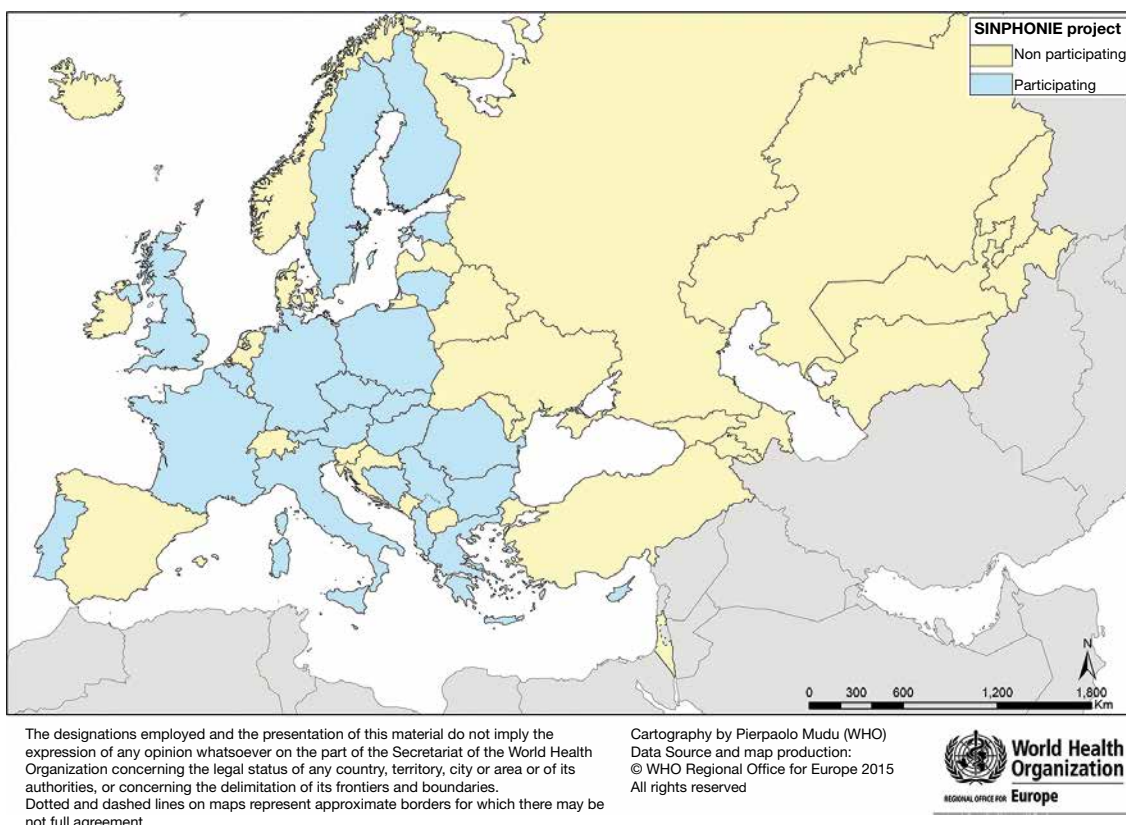 SINPHONIE project
Non participating
Participating
N
0 300 600 1,200 1,800
Km
The designations employed and the presentation of this material do not imply the
expression of any opinion whatsoever on the part of the Secretariat of the World Health
Organization concerning the legal status of any country, territory, city or area or of its
authorities, or concerning the delimitation of its frontiers and boundaries.
Dotted and dashed lines on maps represent approximate borders for which there may be
not full agreement
Cartography by Pierpaolo Mudu (WHO)
Data Source and map production:
© WHO Regional Office for Europe 2015
All rights reserved
World Health
Organization
REGIONAL OFFICE FOR Europe